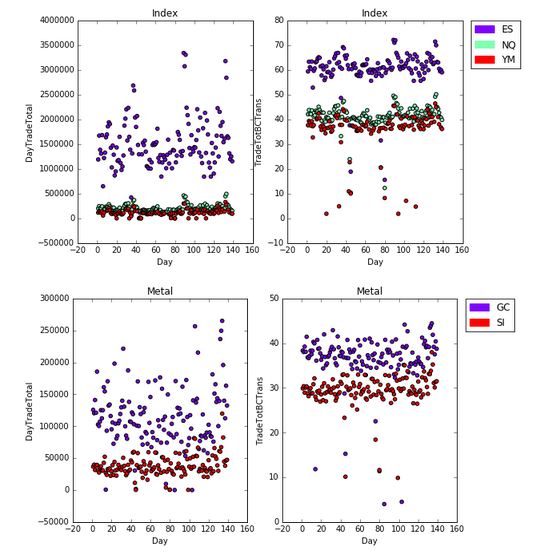 Index
4000000
3500000
3000000
2500000
2000000
1500000
1000000
500000
0
−500000
DayTradeTotal
−20 0 20 40 60 80 100 120 140 160
Day
Index
80
70
60
50
40
30
20
10
0
−10
TradeTotBCTrans
−20 0 20 40 60 80 100 120 140 160
Day
ES
NQ
YM
Metal
300000
250000
200000
150000
100000
50000
0
−50000
DayTradeTotal
−20 0 20 40 60 80 100 120 140 160
Day
Metal
50
40
30
20
10
0
TradeTotBCTrans
−20 0 20 40 60 80 100 120 140 160
Day
GC
SI